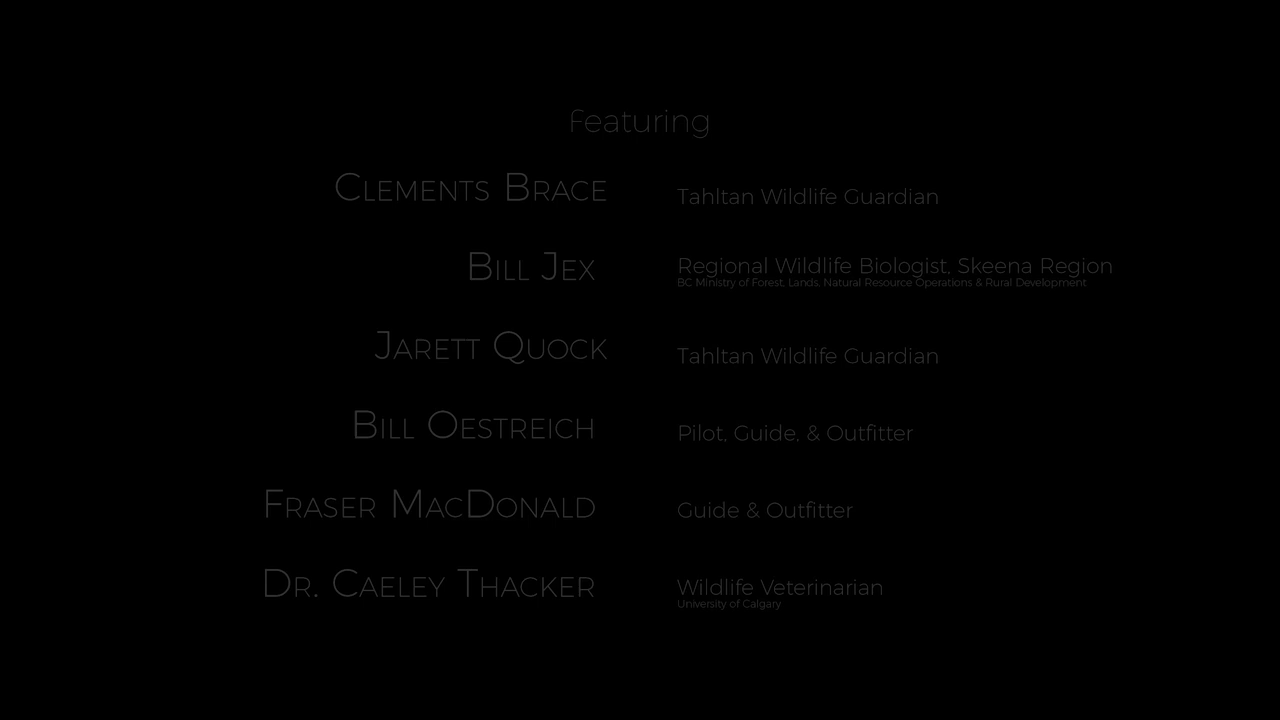 Featuring
Clements Brace Tahltan Wildlife Guardian
Bill Jex Regional Wildlife Biologist, Skeena Region
BC Ministry of Forest, Lands, Natural Resource Operations & Rural Development
Jarett Quock Tahltan Wildlife Guardian
Bill Oestreich Pilot, Guide, & Outfitter
Fraser MacDonald Guide & Outfitter
Dr. Caeley Thacker Wildlife Veterinarian
University of Calgary